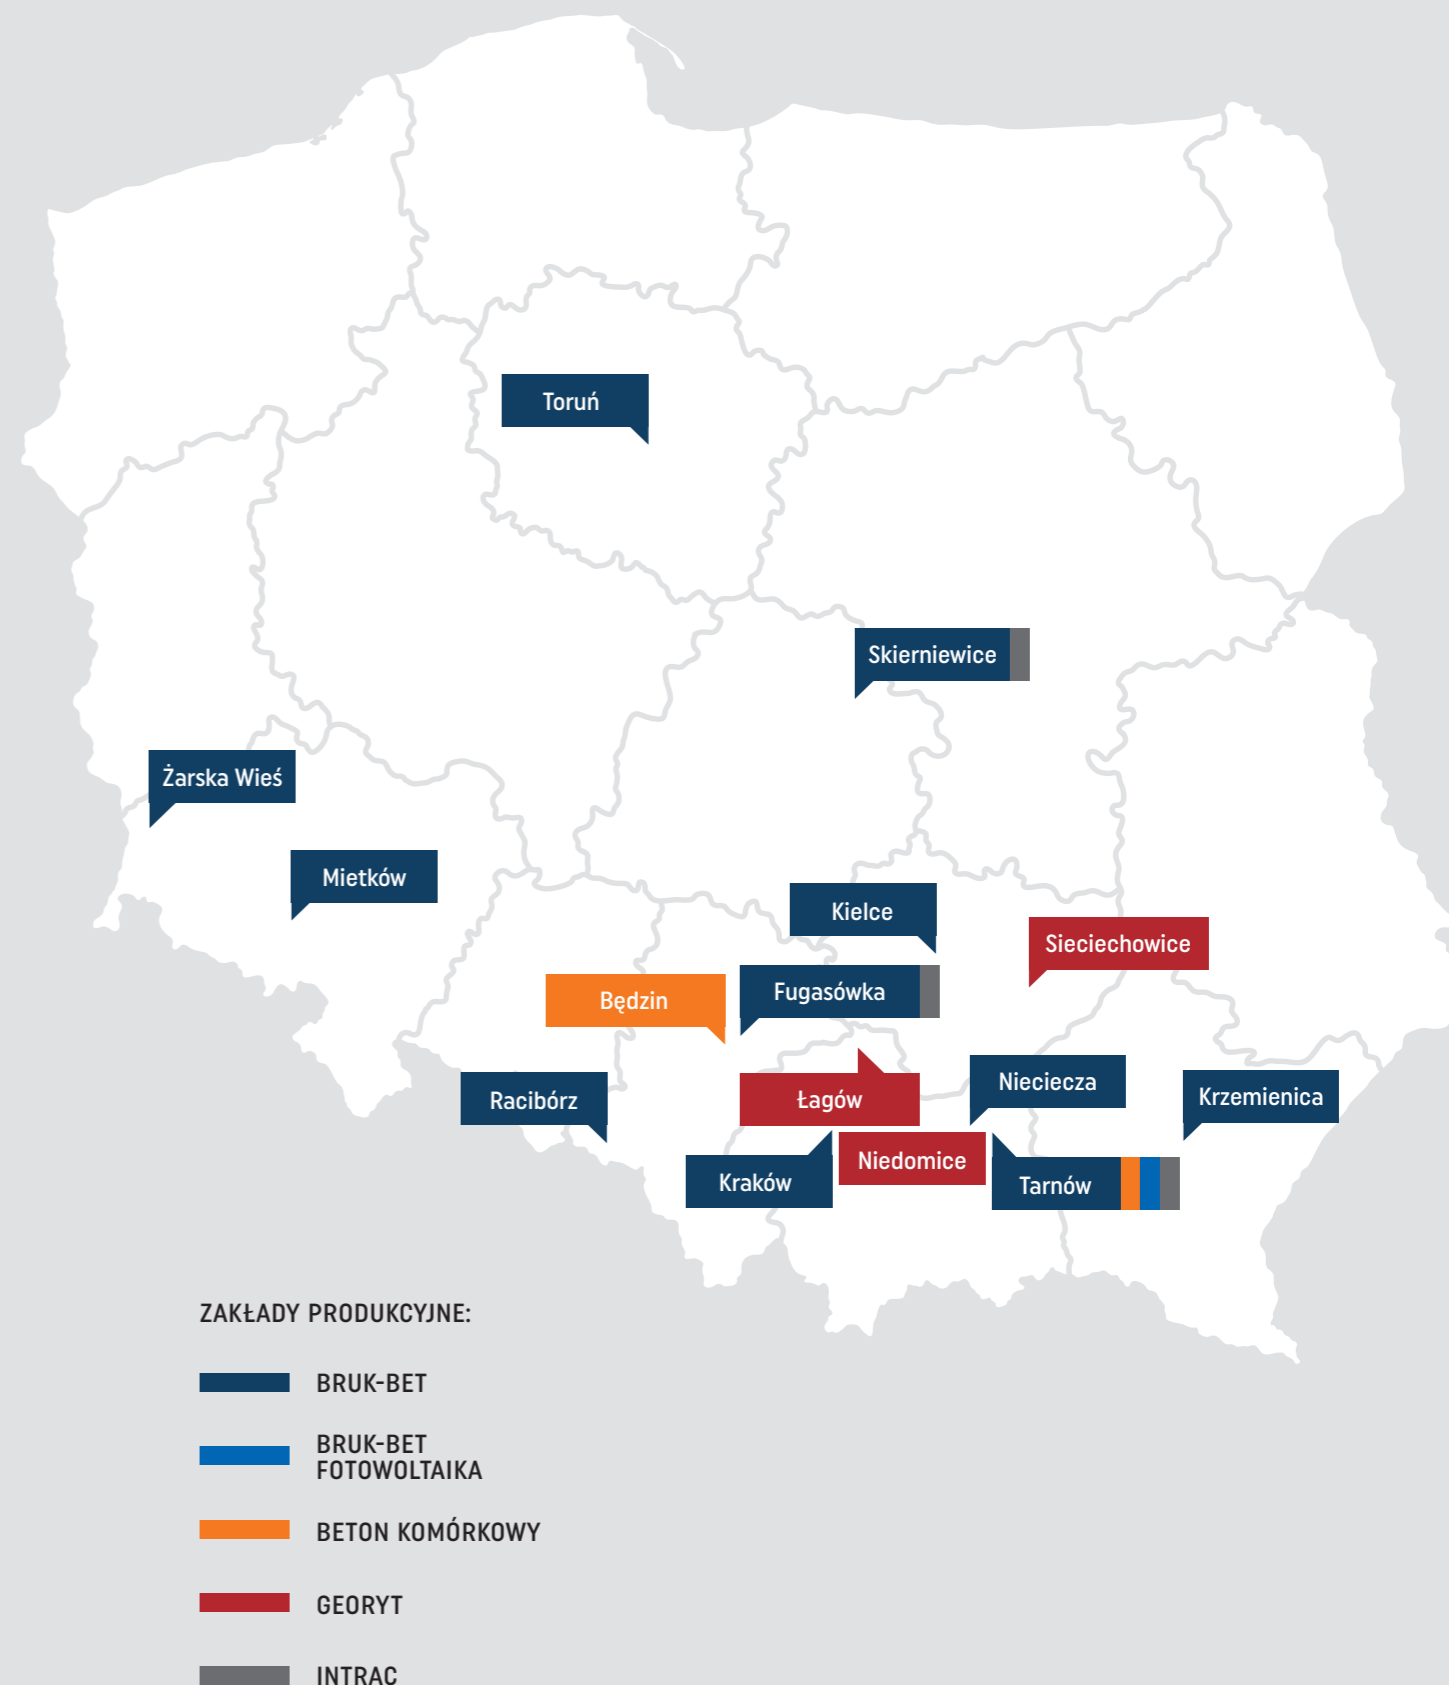 Toruń
Skierniewice
Żarska Wieś
Mietków
Kielce
Sieciechowice
Będzin
Fugasówka
Nieciecza
Krzemienica
Racibórz
Łagów
Niedomice
Kraków
Tarnów
ZAKŁADY PRODUKCYJNE:
BRUK-BET
BRUK-BET
FOTOWOLTAIKA
BETON KOMÓRKOWY
GEORYT
INTRAC